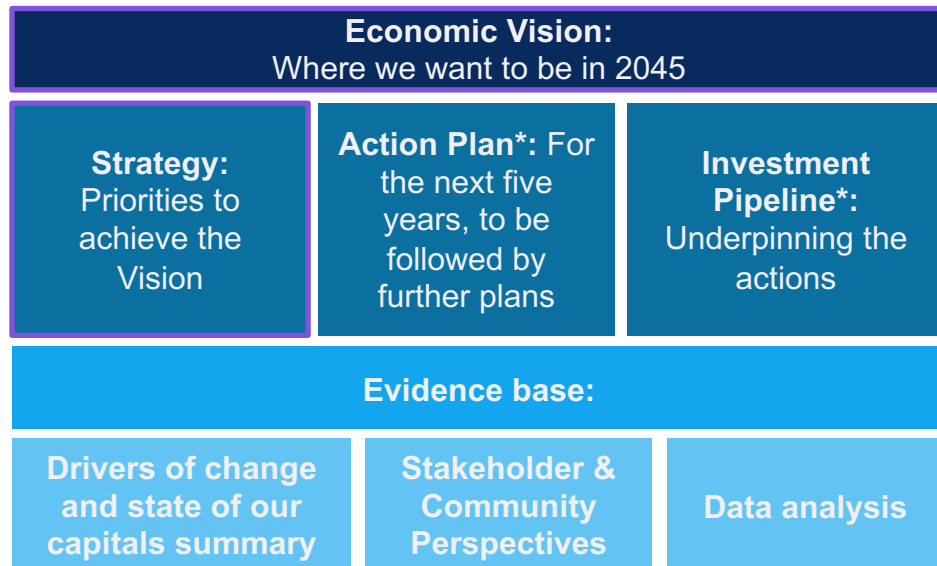 Economic Vision:
Where we want to be in 2045
Strategy:
Priorities to
achieve the
Vision
Action Plan*: For
the next five
years, to be
followed by
further plans
Investment
Pipeline*:
Underpinning the
actions
Evidence base:
Drivers of change
and state of our
capitals summary
Stakeholder &
Community
Perspectives
Data analysis